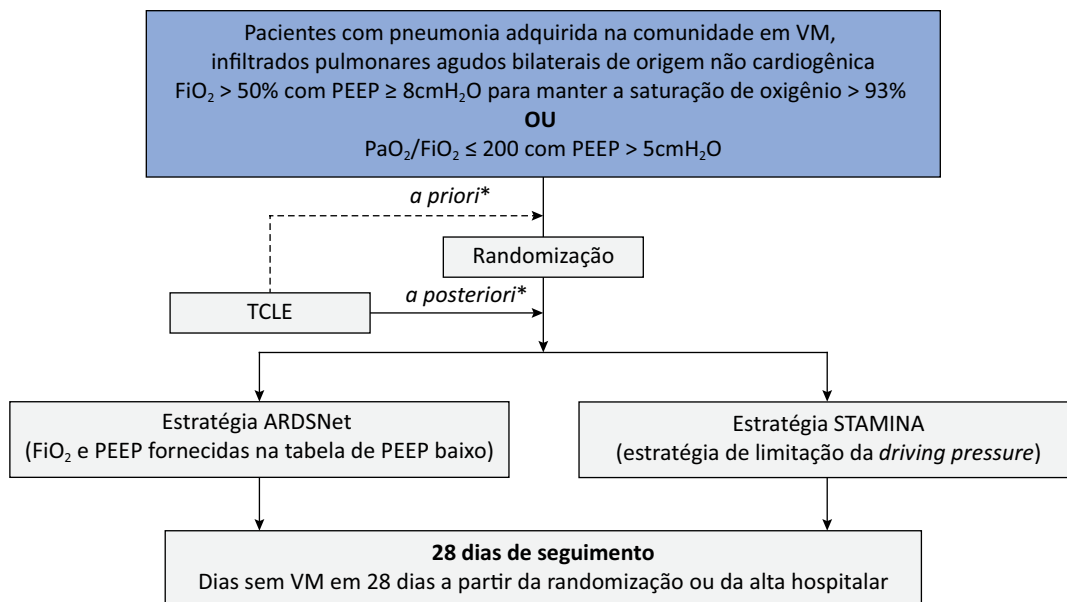 Pacientes com pneumonia adquirida na comunidade em VM,
infiltrados pulmonares agudos bilaterais de origem não cardiogênica
FiO₂ > 50% com PEEP ≥ 8cmH₂O para manter a saturação de oxigênio > 93%
OU
PaO₂/FiO₂ ≤ 200 com PEEP > 5cmH₂O
a priori*
Randomização
TCLE
a posteriori*
Estratégia ARDSNet
(FiO₂ e PEEP fornecidas na tabela de PEEP baixo)
Estratégia STAMINA
(estratégia de limitação da driving pressure)
28 dias de seguimento
Dias sem VM em 28 dias a partir da randomização ou da alta hospitalar